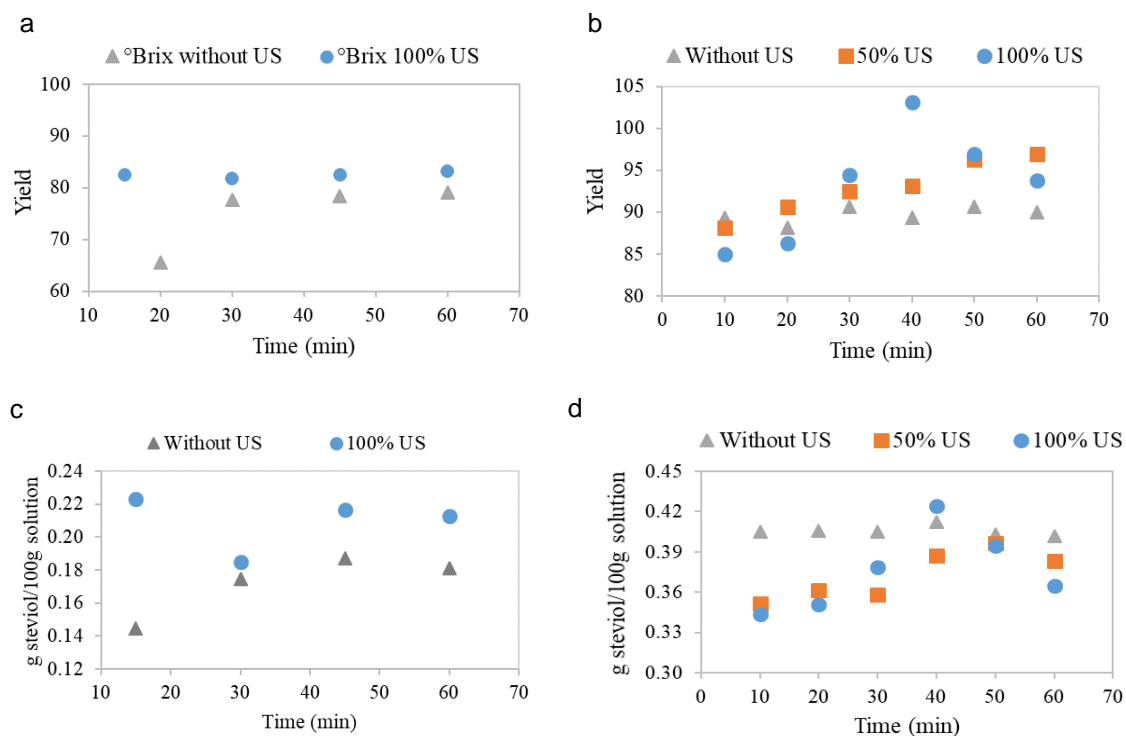 a
°Brix without US °Brix 100% US
100
90
80
70
60
Yield
10 20 30 40 50 60 70
Time (min)
b
Without US 50% US 100% US
105
100
95
90
85
80
Yield
0 10 20 30 40 50 60 70
Time (min)
c
Without US 100% US
0.24
0.22
0.20
0.18
0.16
0.14
0.12
g steviol/100g solution
10 20 30 40 50 60 70
Time (min)
d
Without US 50% US 100% US
0.45
0.42
0.39
0.36
0.33
0.30
g steviol/100g solution
0 10 20 30 40 50 60 70
Time (min)